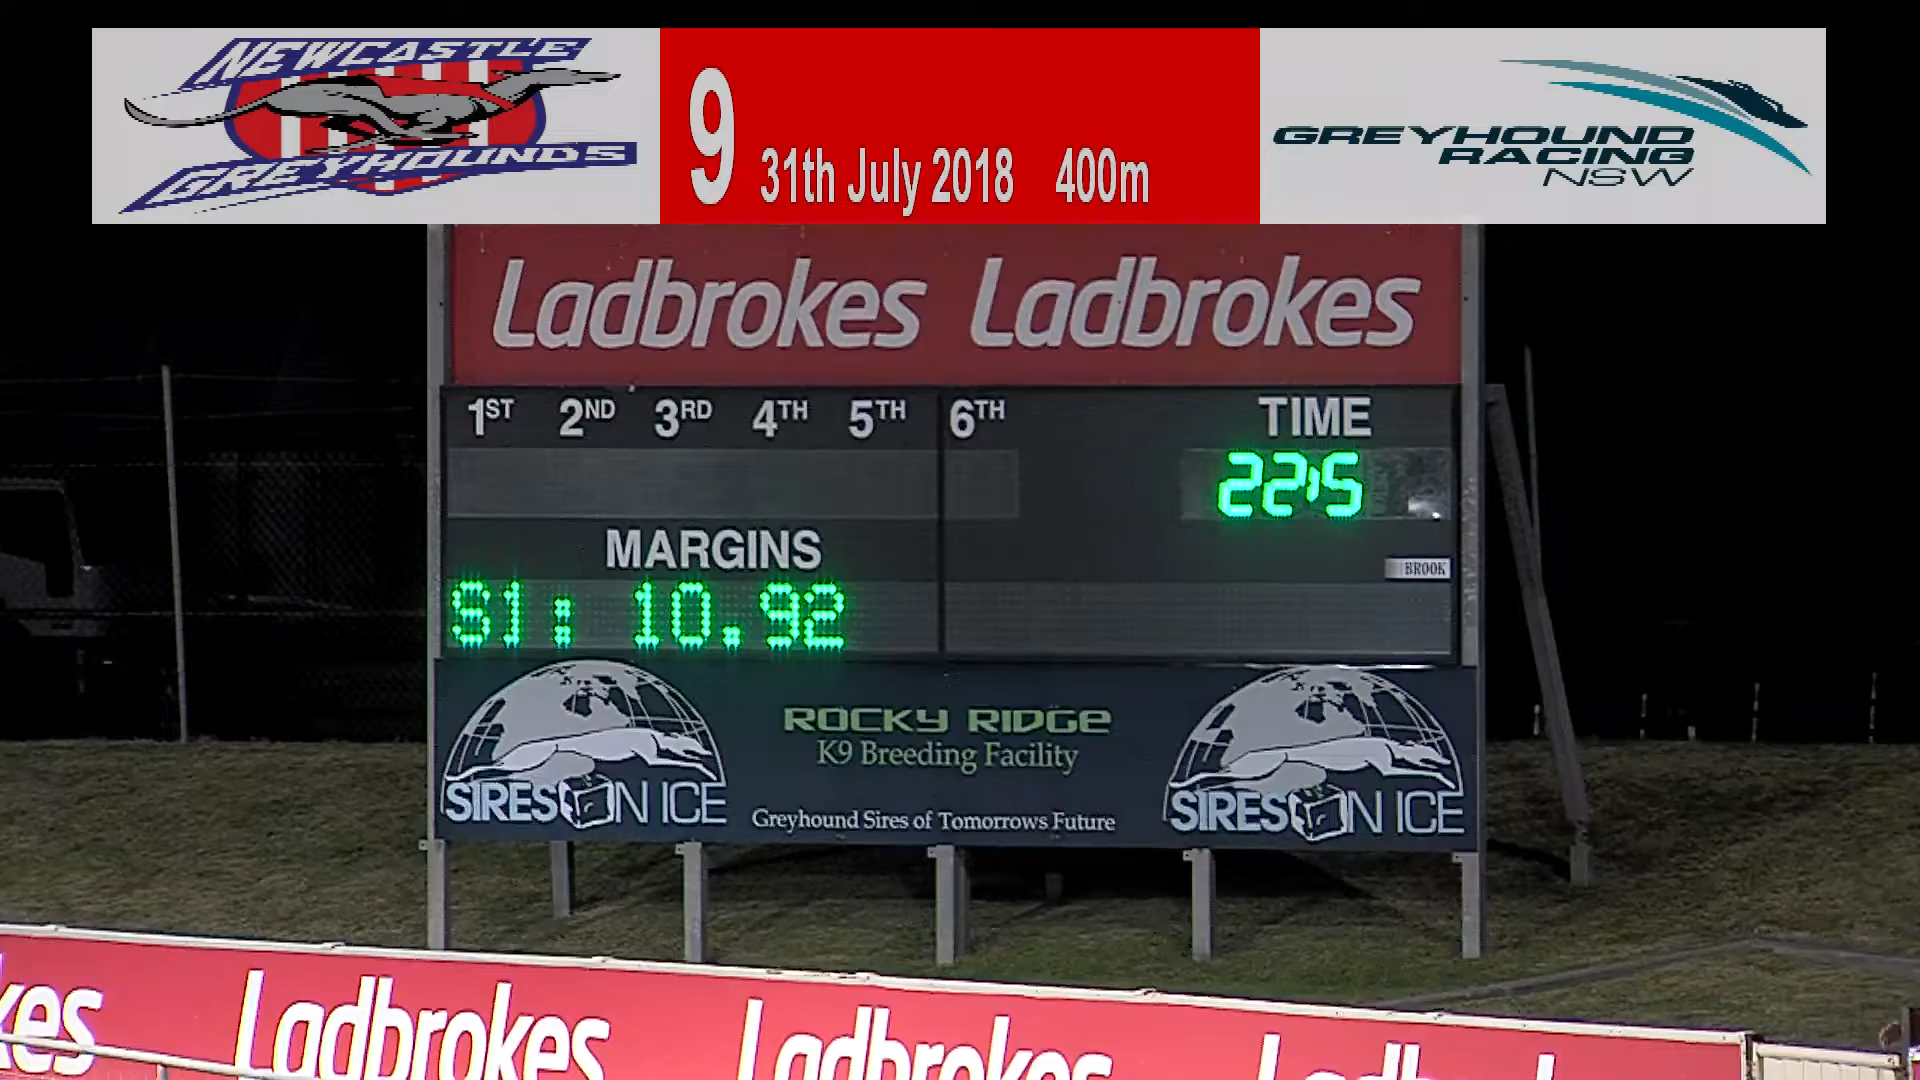 NEWCASTLE
GREYHOUNDS
9 31th July 2018 400m
GREYHOUND
RACING
NSW
Ladbrokes Ladbrokes
1ST 2ND 3RD 4TH 5TH 6TH TIME
22:5
MARGINS
BROOK
S1: 10.92
ROCKY RIDGE
K9 Breeding Facility
SIRES ON ICE
Greyhound Sires of Tomorrows Future
SIRES ON ICE
kes Ladbrokes Ladbrokes Ladb